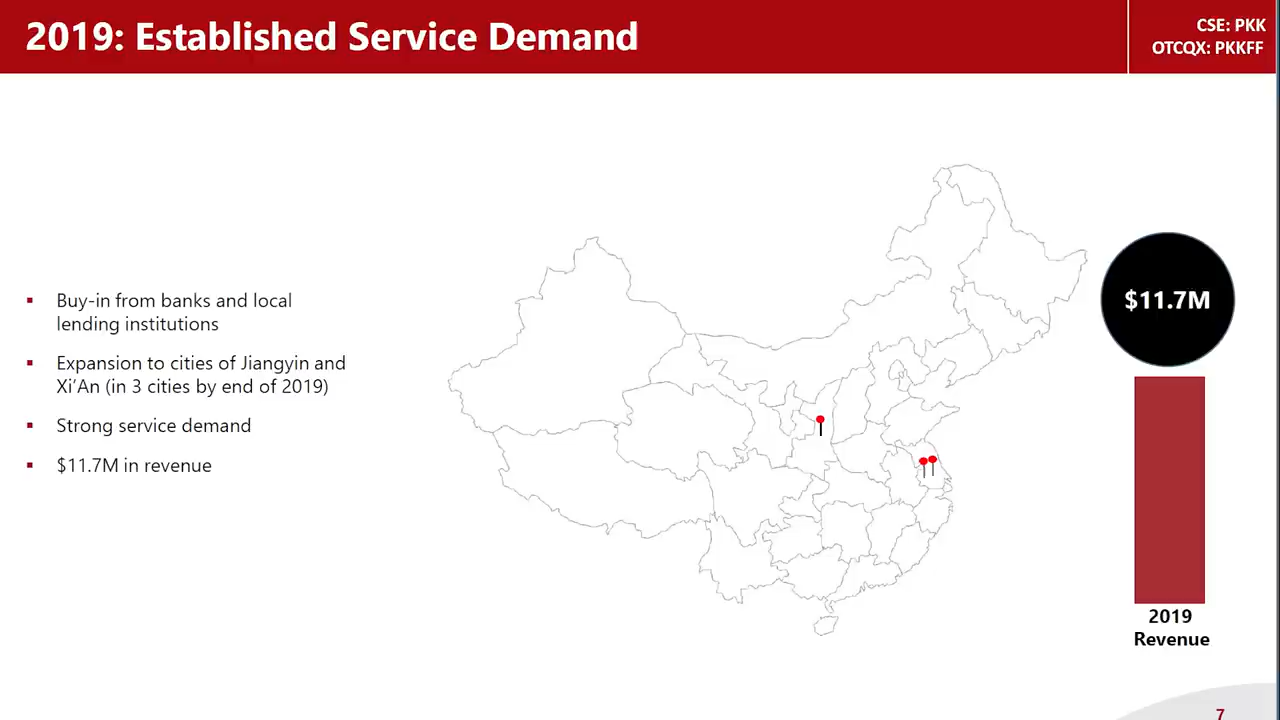 2019: Established Service Demand
CSE: PKK
OTCQX: PKKFF
▪ Buy-in from banks and local
lending institutions
▪ Expansion to cities of Jiangyin and
Xi'An (in 3 cities by end of 2019)
▪ Strong service demand
▪ $11.7M in revenue
$11.7M
2019
Revenue
7